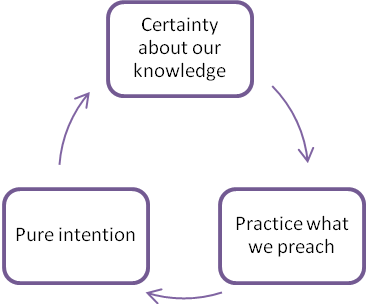 Certainty
about our
knowledge
Practice what
we preach
Pure intention